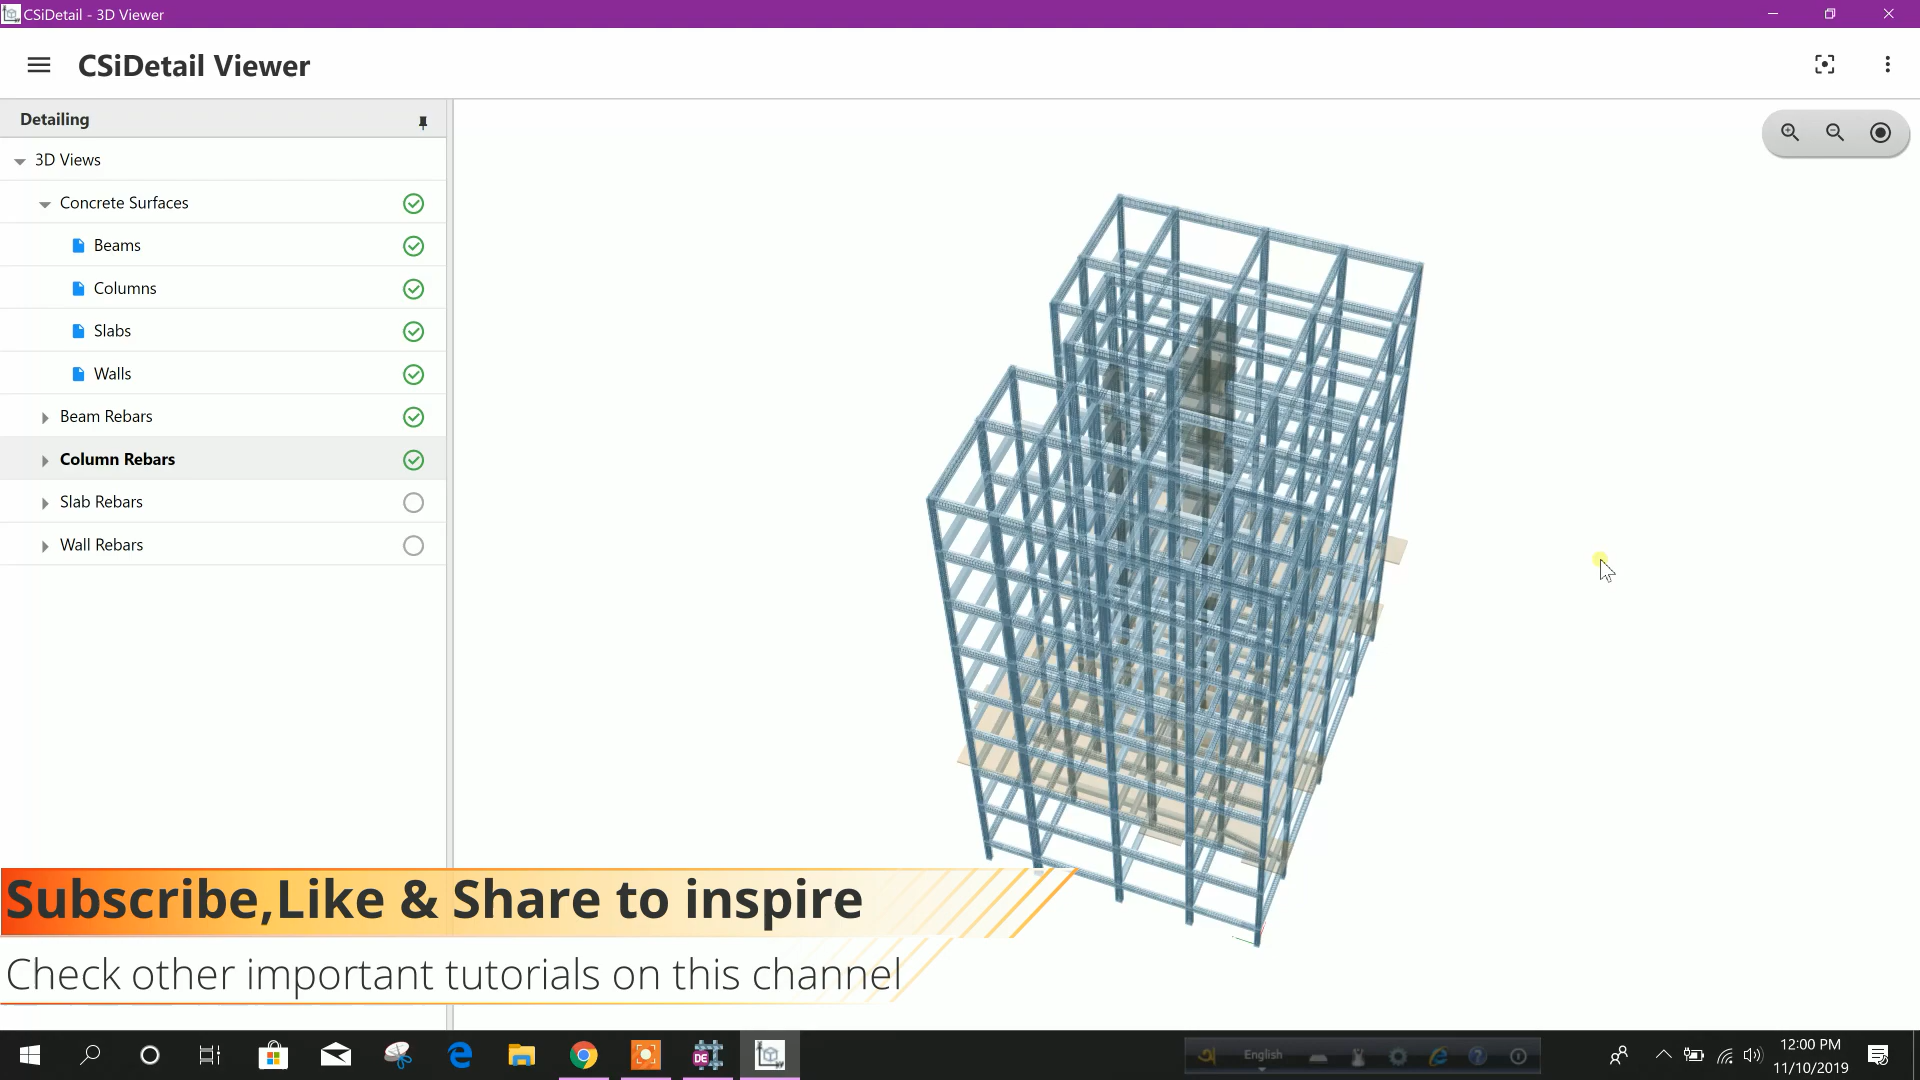 CSiDetail - 3D Viewer
CSiDetail Viewer
Detailing
3D Views
Concrete Surfaces
Beams
Columns
Slabs
Walls
Beam Rebars
Column Rebars
Slab Rebars
Wall Rebars
Subscribe,Like & Share to inspire
Check other important tutorials on this channel
DE
English
12:00 PM
11/10/2019